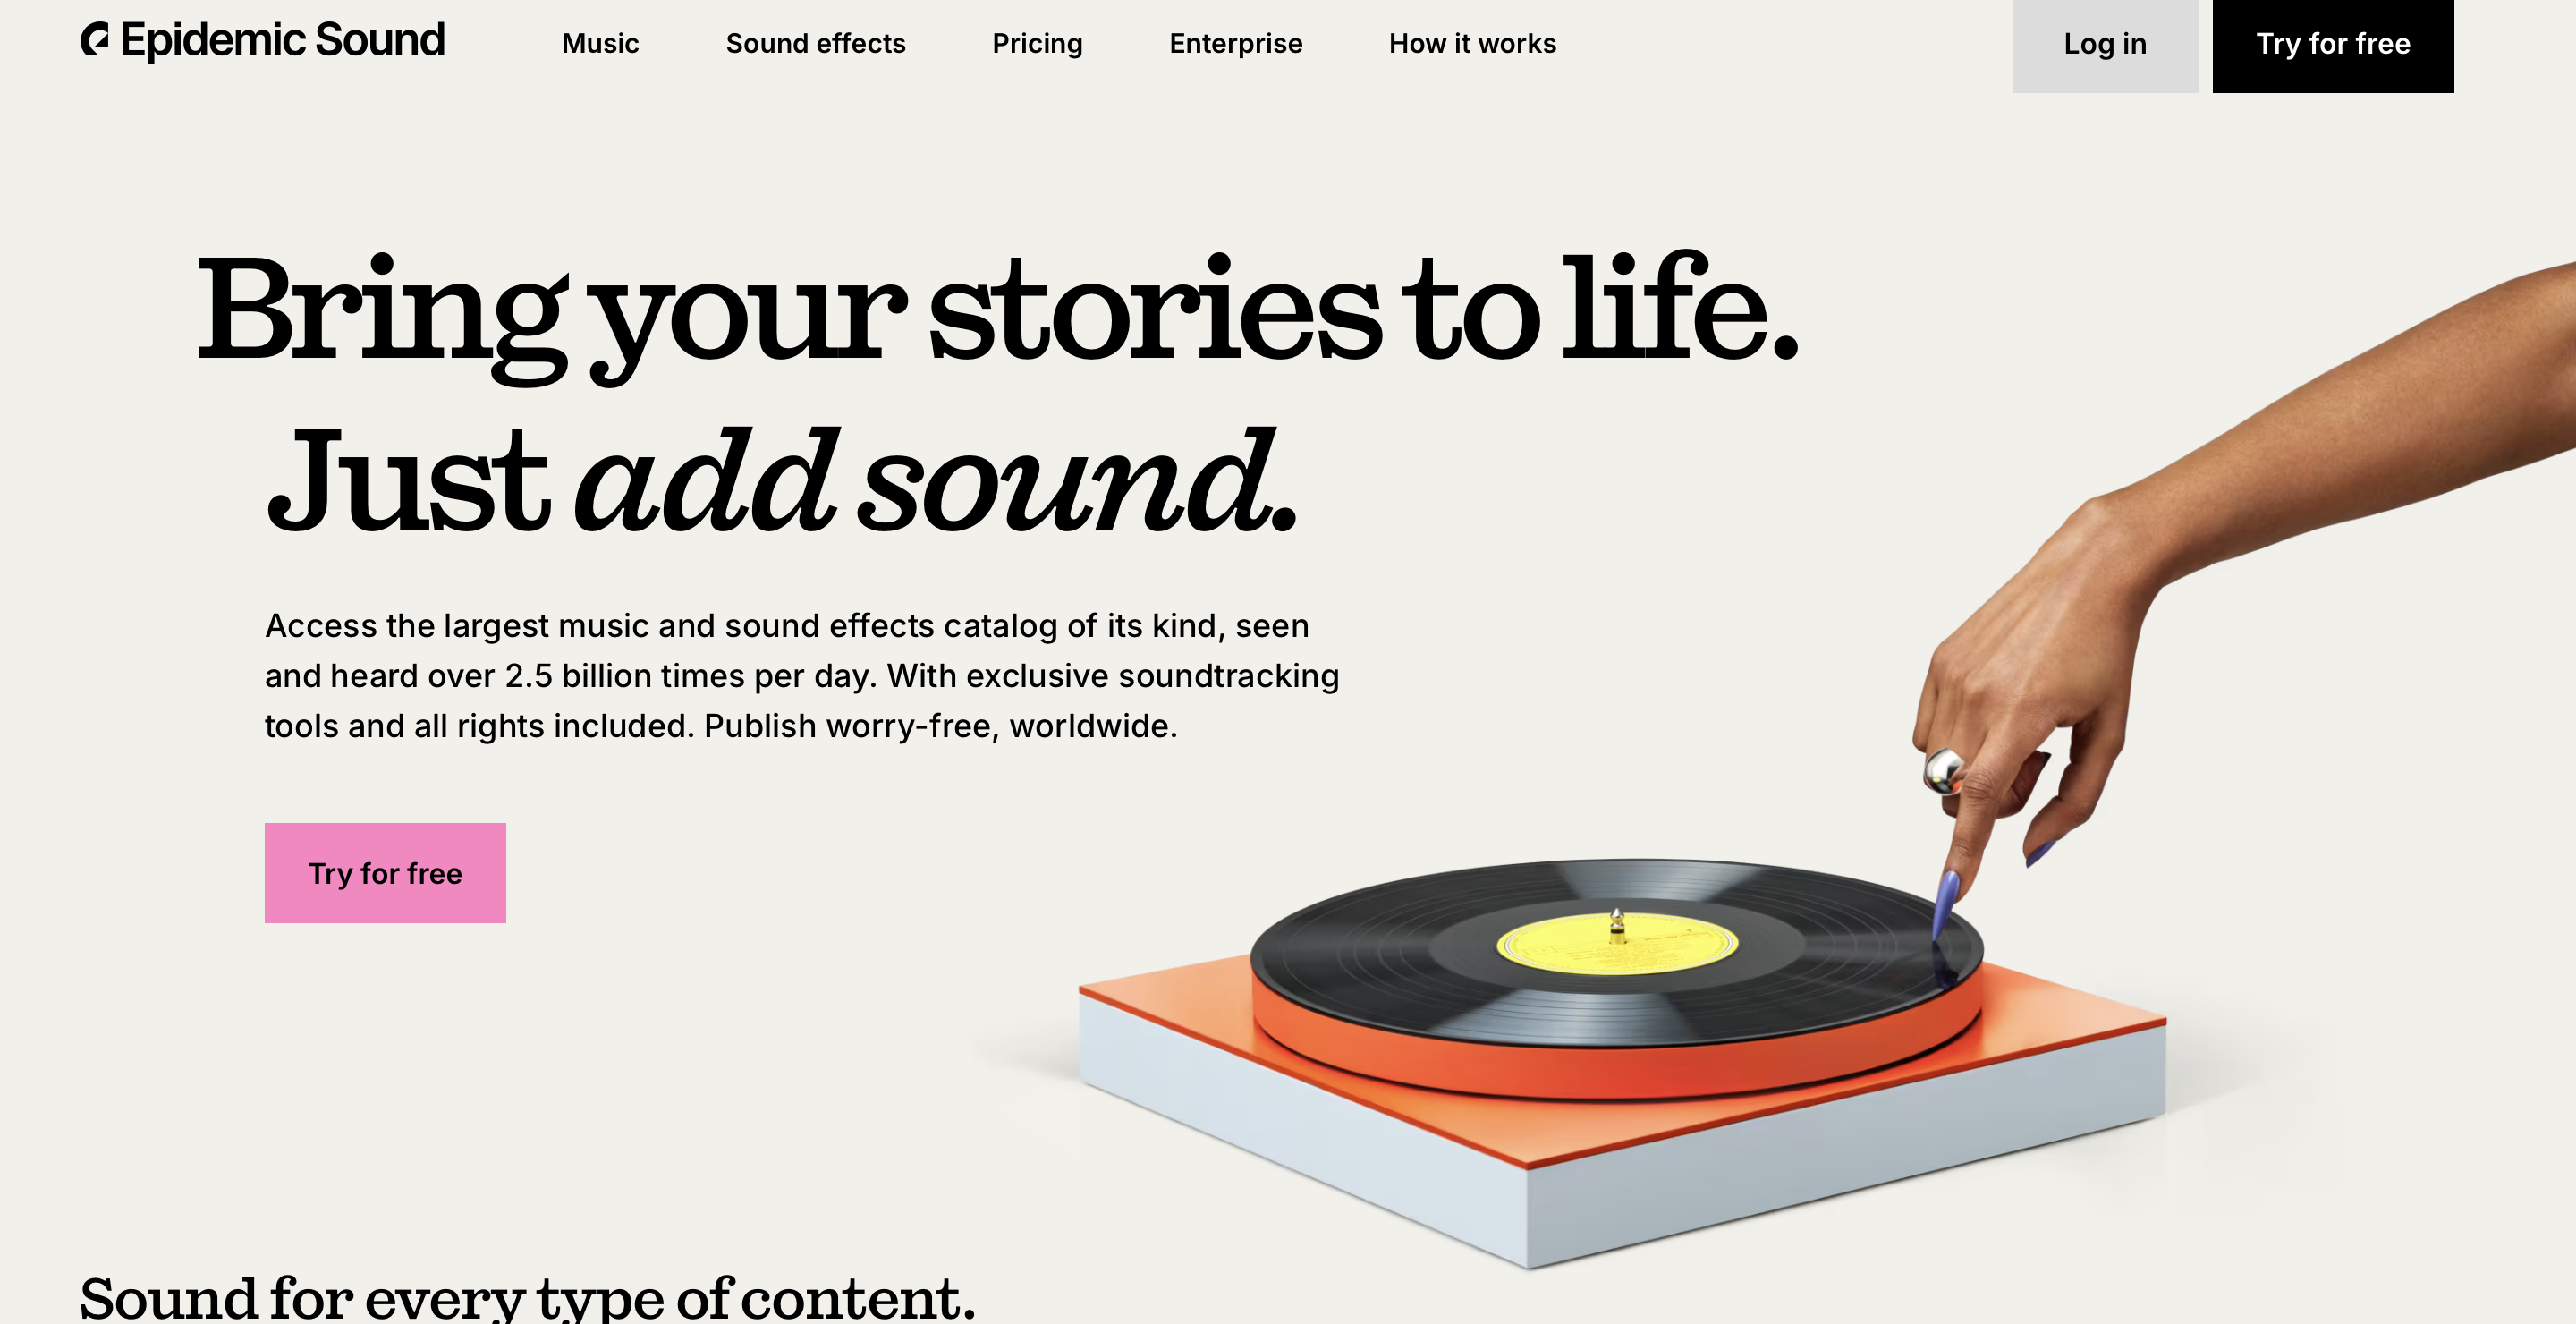 Epidemic Sound
Music
Sound effects
Pricing
Enterprise
How it works
Log in
Try for free
Bring your stories to life.
Just add sound.
Access the largest music and sound effects catalog of its kind, seen
and heard over 2.5 billion times per day. With exclusive soundtracking
tools and all rights included. Publish worry-free, worldwide.
Try for free
Sound for every type of content.